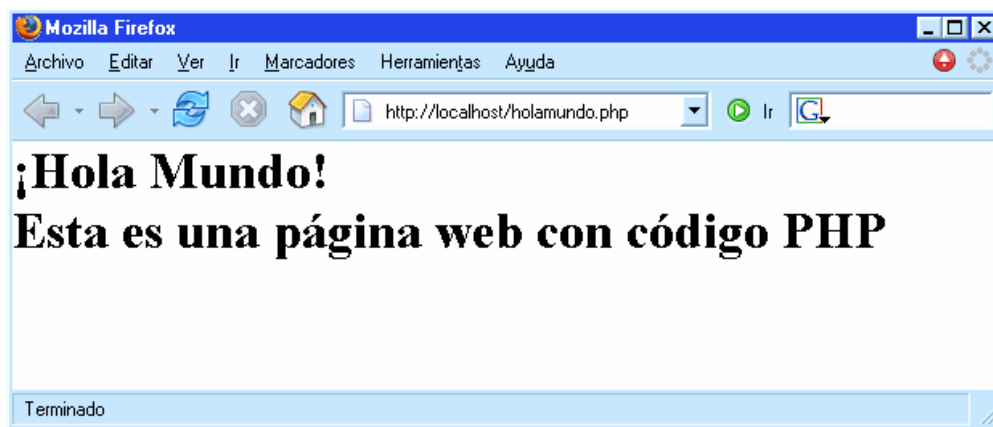 Mozilla Firefox
Archivo Editar Ver Ir Marcadores Herramientas Ayuda
http://localhost/holamundo.php Ir G
¡Hola Mundo!
Esta es una página web con código PHP
Terminado